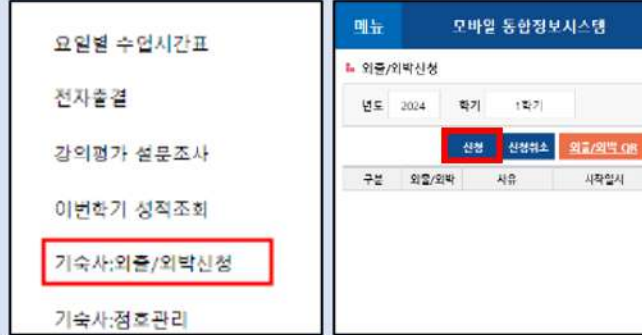 요일별 수업시간표
전자출결
강의평가 설문조사
이번학기 성적조회
기숙사:외출/외박신청
기숙사:점호관리
메뉴 모바일 통합정보시스템
외출/외박신청
년도 2024 학기 1학기
신청 신청취소 외출/외박 QR
구분 외출/외박 사유 시작일시